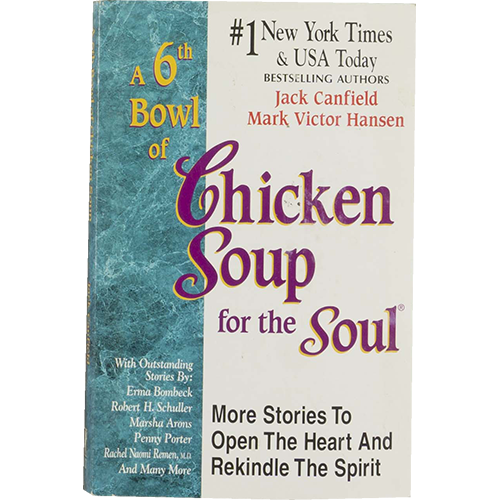 A 6th
Bowl
of
#1 New York Times
& USA Today
BESTSELLING AUTHORS
Jack Canfield
Mark Victor Hansen
Chicken
Soup
for the Soul®
With Outstanding
Stories By:
Erma Bombeck
Robert H. Schuller
Marsha Arons
Penny Porter
Rachel Naomi Remen, M.D.
And Many More
More Stories To
Open The Heart And
Rekindle The Spirit